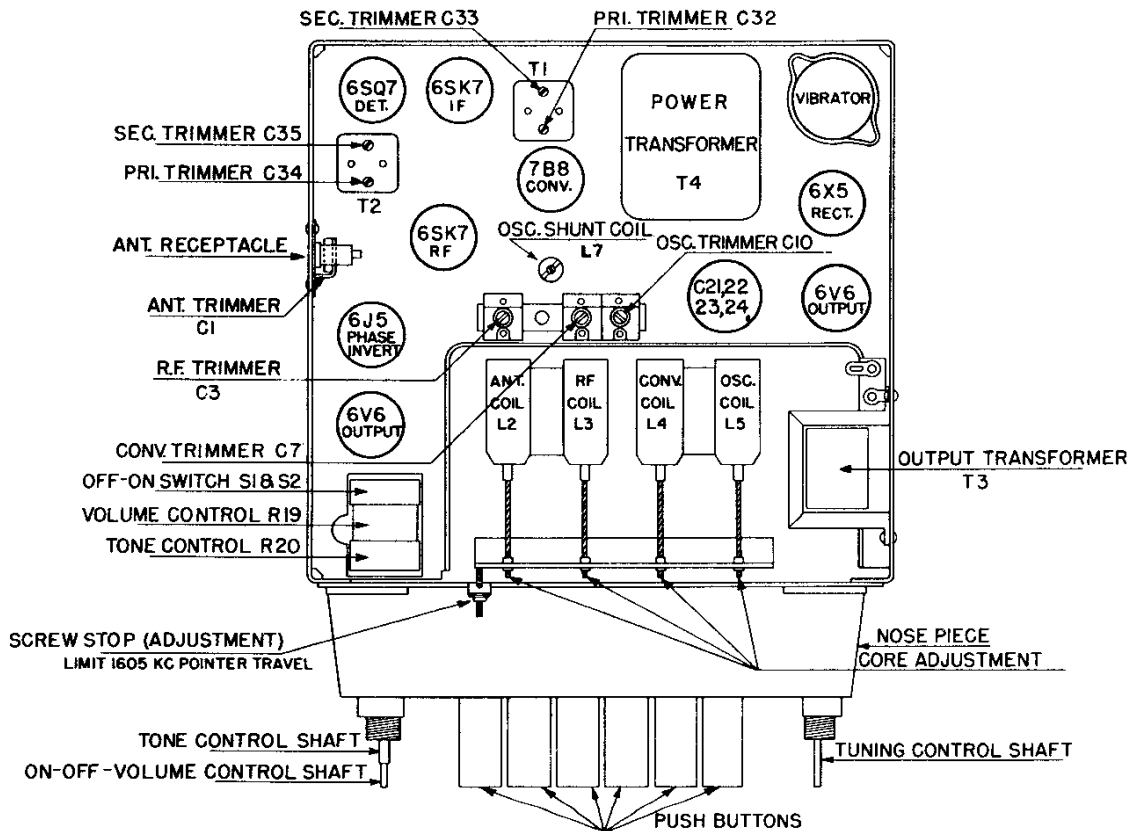 SEC. TRIMMER C33
PRI. TRIMMER C32
6SQ7
DET.
6SK7
IF
T1
POWER
TRANSFORMER
T4
VIBRATOR
SEC. TRIMMER C35
PRI. TRIMMER C34
T2
7B8
CONV.
6X5
RECT.
6SK7
RF
OSC. SHUNT COIL
L7
OSC. TRIMMER C10
ANT. RECEPTACLE
ANT. TRIMMER
C1
C21,22
23,24
6V6
OUTPUT
6J5
PHASE
INVERT
R.F. TRIMMER
C3
ANT.
COIL
L2
RF
COIL
L3
CONV.
COIL
L4
OSC.
COIL
L5
6V6
OUTPUT
CONV. TRIMMER C7
OFF-ON SWITCH S1 & S2
VOLUME CONTROL R19
TONE CONTROL R20
OUTPUT TRANSFORMER
T3
SCREW STOP (ADJUSTMENT)
LIMIT 1605 KC POINTER TRAVEL
NOSE PIECE
CORE ADJUSTMENT
TONE CONTROL SHAFT
ON-OFF-VOLUME CONTROL SHAFT
TUNING CONTROL SHAFT
PUSH BUTTONS